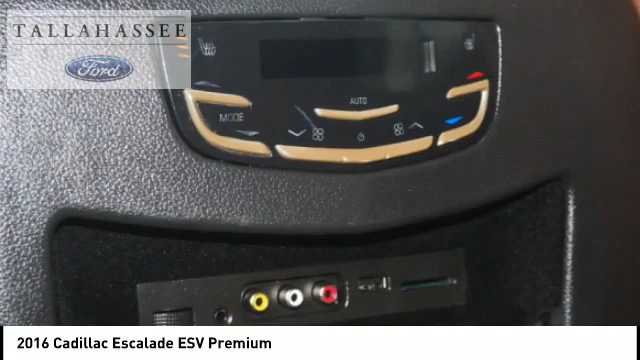 TALLAHASSEE
Ford
AUTO
MODE
2016 Cadillac Escalade ESV Premium